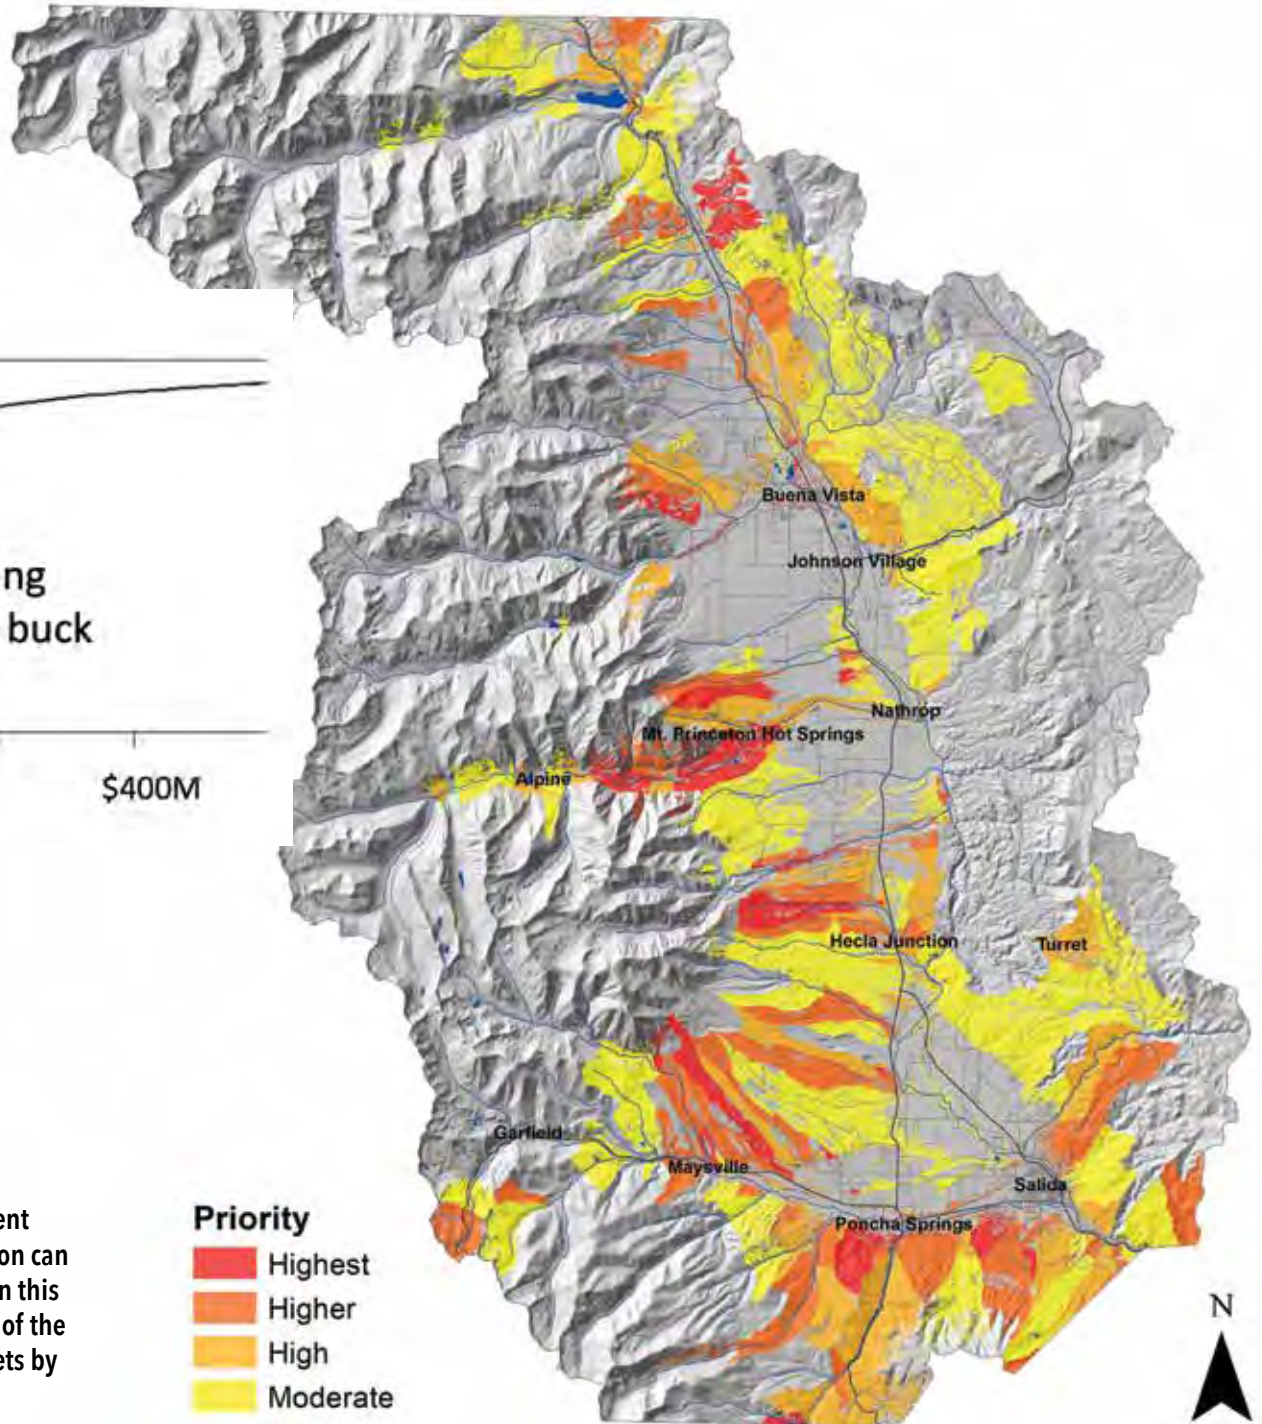 ng
buck
$400M
Buena Vista
Johnson Village
Nathrop
Mt. Princeton Hot Springs
Alpine
Hecla Junction
Turret
Garfield
Maysville
Salida
Poncha Springs
ent
on can
n this
of the
ets by
Priority
Highest
Higher
High
Moderate
N